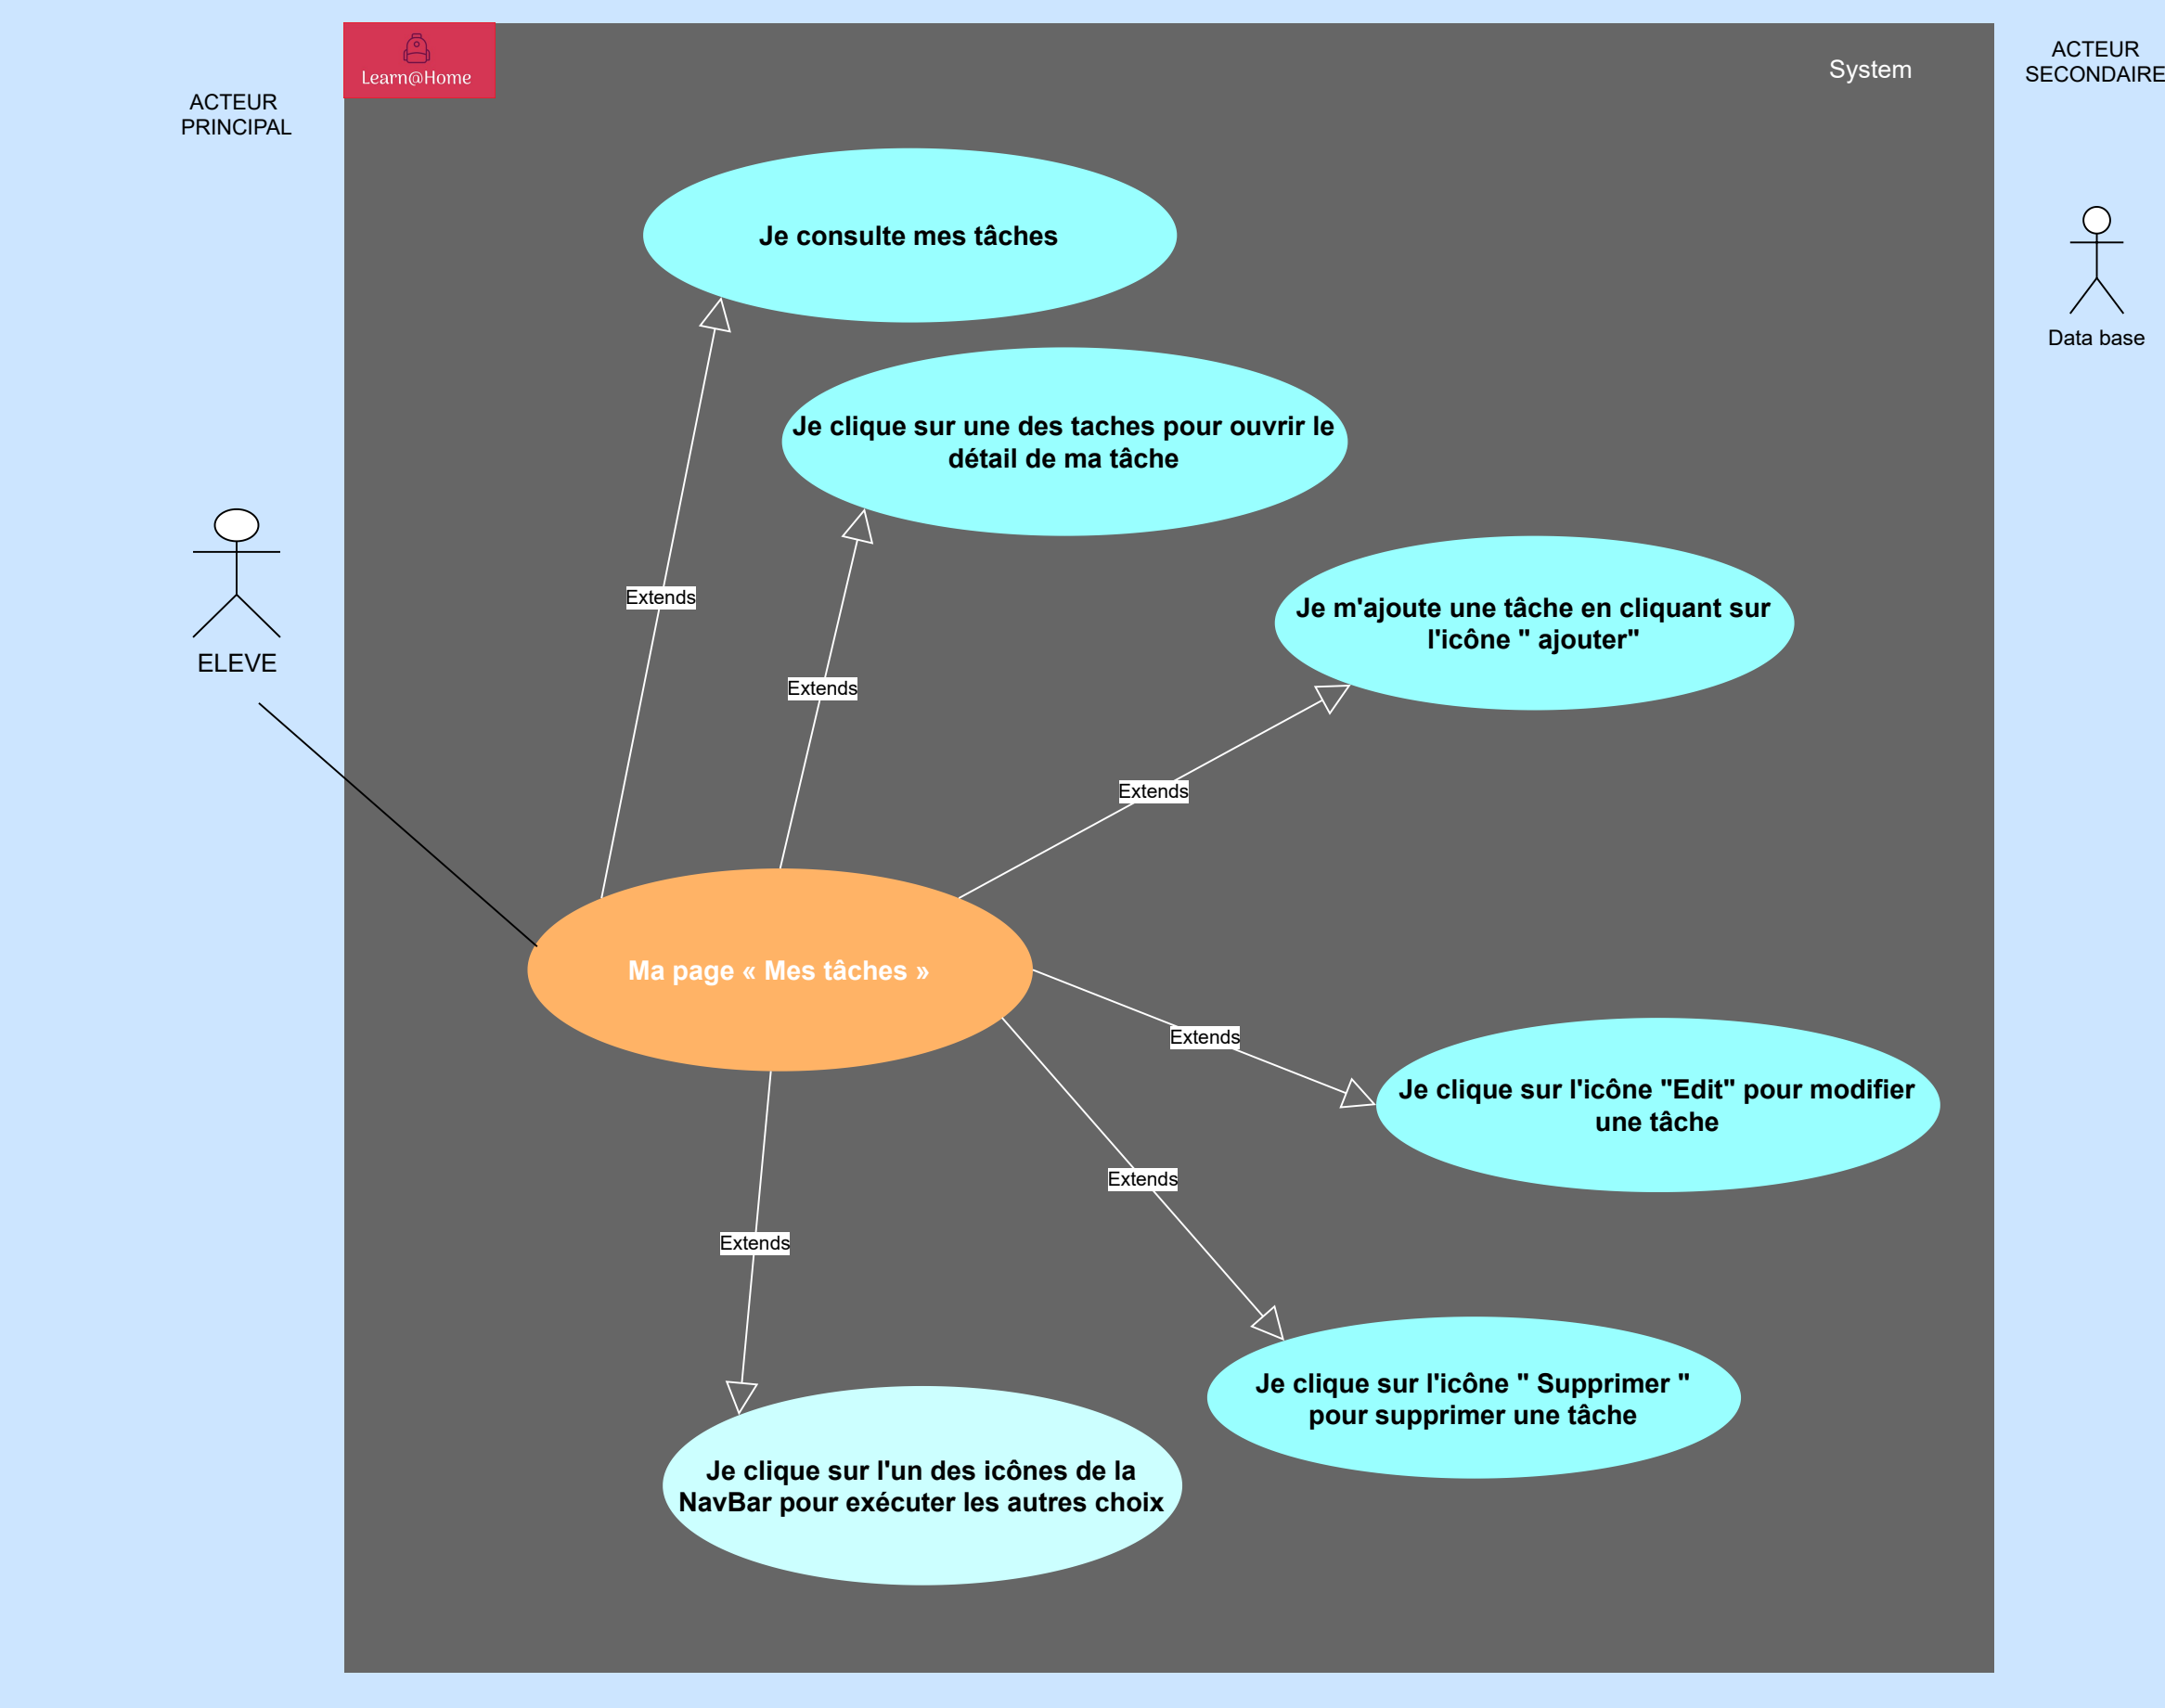 Learn@Home
System
ACTEUR
SECONDAIRE
ACTEUR
PRINCIPAL
Je consulte mes tâches
Data base
Je clique sur une des taches pour ouvrir le
détail de ma tâche
Extends
Je m'ajoute une tâche en cliquant sur
l'icône " ajouter"
ELEVE
Extends
Extends
Ma page « Mes tâches »
Extends
Je clique sur l'icône "Edit" pour modifier
une tâche
Extends
Extends
Je clique sur l'icône " Supprimer "
pour supprimer une tâche
Je clique sur l'un des icônes de la
NavBar pour exécuter les autres choix